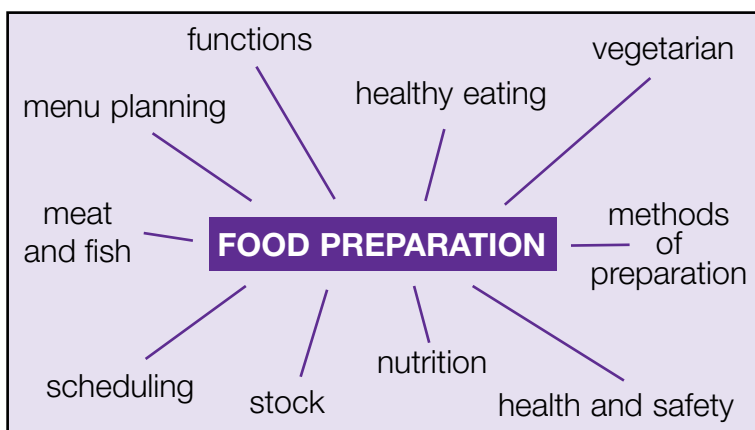 functions
vegetarian
healthy eating
menu planning
meat
and fish
FOOD PREPARATION
methods
of
preparation
scheduling
stock
nutrition
health and safety